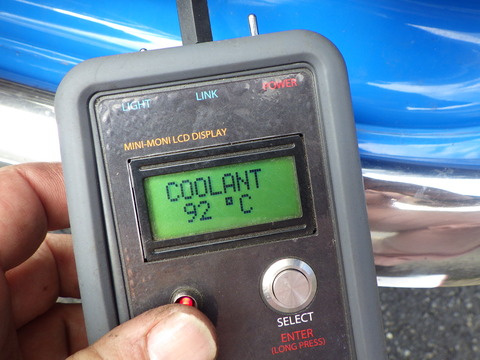 LIGHT LINK POWER
MINI-MONI LCD DISPLAY
COOLANT
92 °C
SELECT
ENTER
(LONG PRESS)